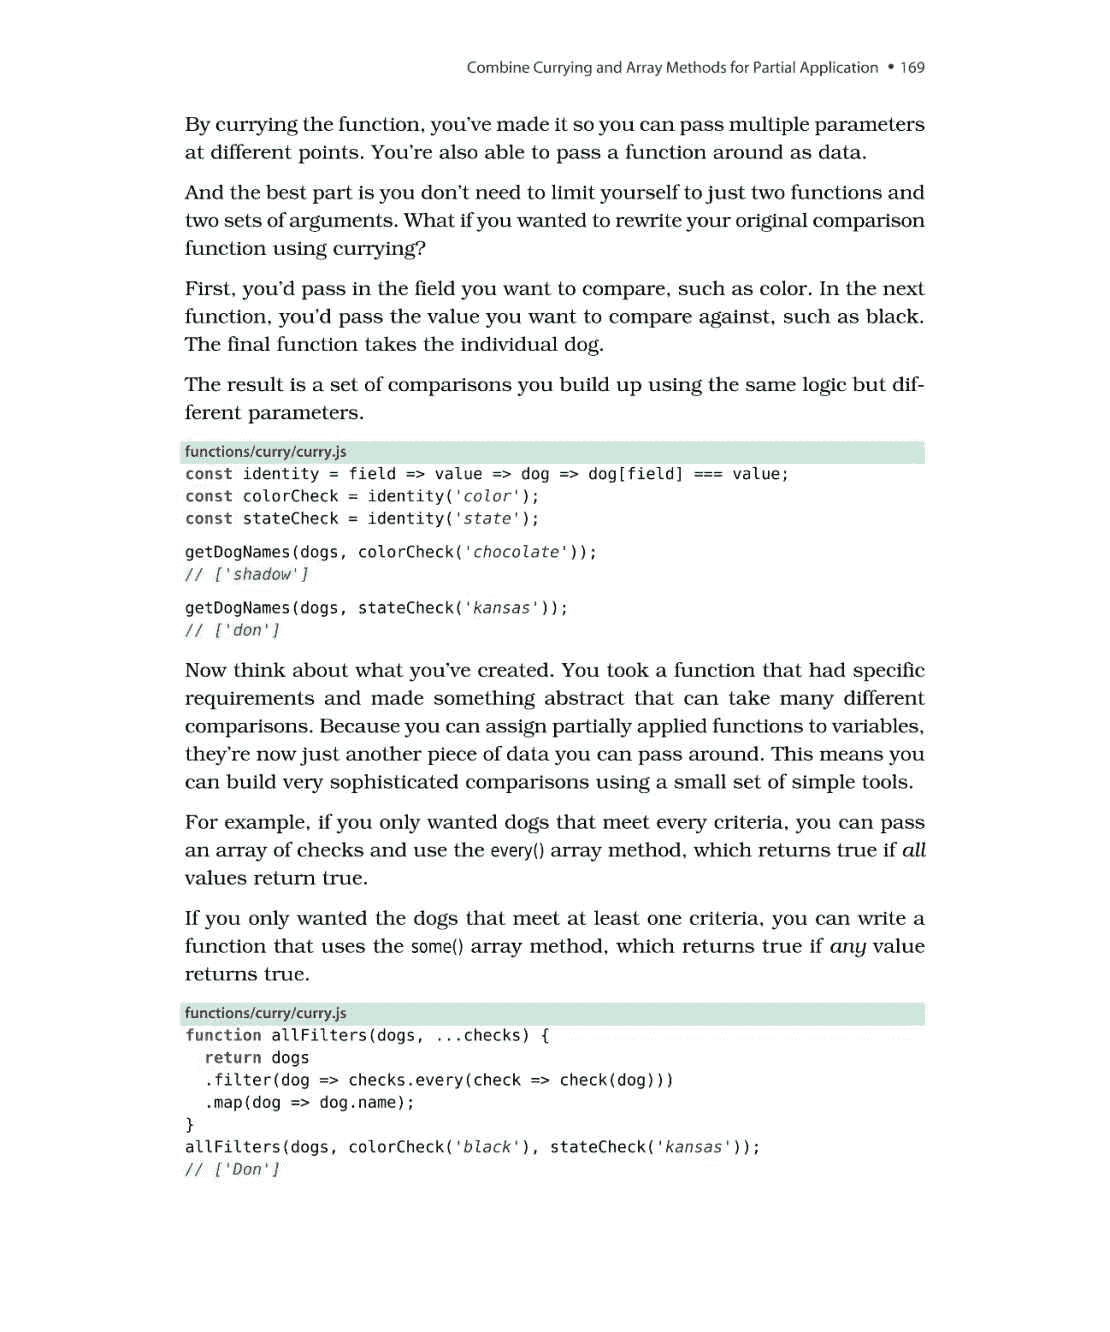 Combine Currying and Array Methods for Partial Application • 169
By currying the function, you've made it so you can pass multiple parameters
at different points. You're also able to pass a function around as data.
And the best part is you don't need to limit yourself to just two functions and
two sets of arguments. What if you wanted to rewrite your original comparison
function using currying?
First, you'd pass in the field you want to compare, such as color. In the next
function, you'd pass the value you want to compare against, such as black.
The final function takes the individual dog.
The result is a set of comparisons you build up using the same logic but dif-
ferent parameters.
functions/curry/curry.js
const identity = field => value => dog => dog[field] === value;
const colorCheck = identity('color');
const stateCheck = identity('state');
getDogNames(dogs, colorCheck('chocolate'));
// ['shadow']
getDogNames(dogs, stateCheck('kansas'));
// ['don']
Now think about what you've created. You took a function that had specific
requirements and made something abstract that can take many different
comparisons. Because you can assign partially applied functions to variables,
they're now just another piece of data you can pass around. This means you
can build very sophisticated comparisons using a small set of simple tools.
For example, if you only wanted dogs that meet every criteria, you can pass
an array of checks and use the every() array method, which returns true if all
values return true.
If you only wanted the dogs that meet at least one criteria, you can write a
function that uses the some() array method, which returns true if any value
returns true.
functions/curry/curry.js
function allFilters(dogs, ...checks) {
  return dogs
  .filter(dog => checks.every(check => check(dog)))
  .map(dog => dog.name);
}
allFilters(dogs, colorCheck('black'), stateCheck('kansas'));
// ['Don']